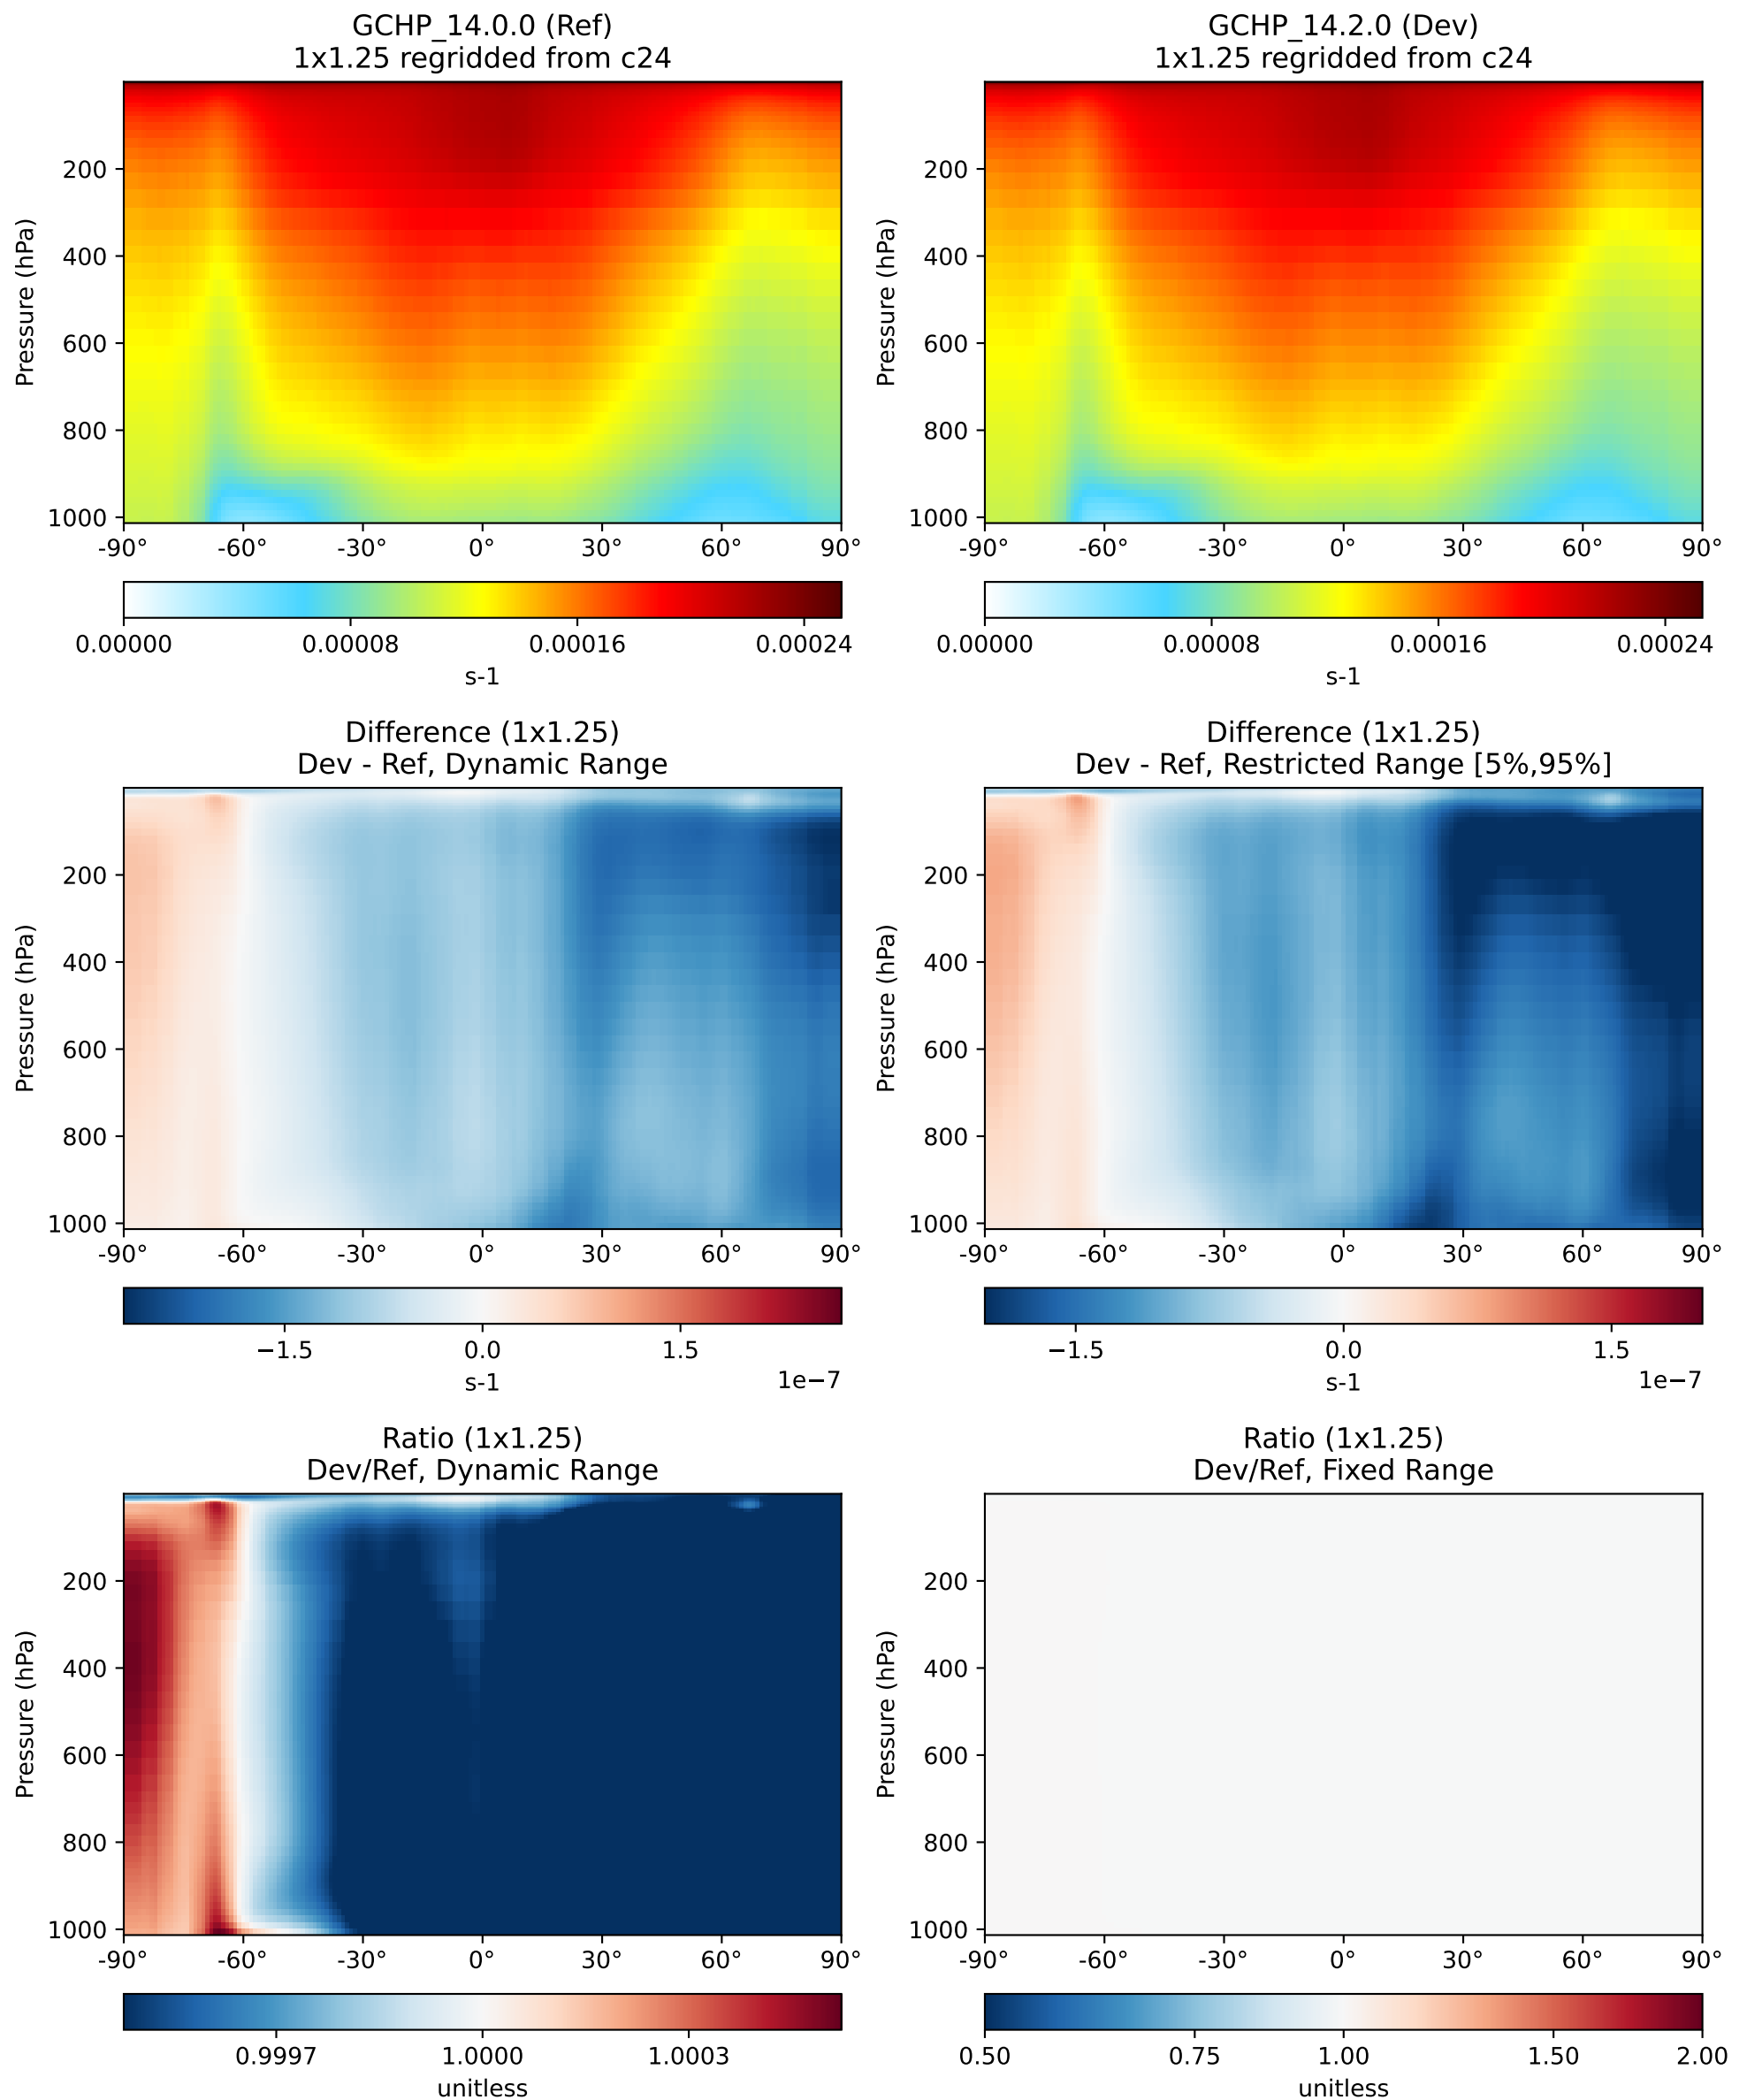 GCHP_14.0.0 (Ref)
1x1.25 regridded from c24
Pressure (hPa)
200
400
600
800
1000
-90° -60° -30° 0° 30° 60° 90°
0.00000 0.00008 0.00016 0.00024
s-1
GCHP_14.2.0 (Dev)
1x1.25 regridded from c24
Pressure (hPa)
200
400
600
800
1000
-90° -60° -30° 0° 30° 60° 90°
0.00000 0.00008 0.00016 0.00024
s-1
Difference (1x1.25)
Dev - Ref, Dynamic Range
Pressure (hPa)
200
400
600
800
1000
-90° -60° -30° 0° 30° 60° 90°
−1.5 0.0 1.5
s-1 1e−7
Difference (1x1.25)
Dev - Ref, Restricted Range [5%,95%]
Pressure (hPa)
200
400
600
800
1000
-90° -60° -30° 0° 30° 60° 90°
−1.5 0.0 1.5
s-1 1e−7
Ratio (1x1.25)
Dev/Ref, Dynamic Range
Pressure (hPa)
200
400
600
800
1000
-90° -60° -30° 0° 30° 60° 90°
0.9997 1.0000 1.0003
unitless
Ratio (1x1.25)
Dev/Ref, Fixed Range
Pressure (hPa)
200
400
600
800
1000
-90° -60° -30° 0° 30° 60° 90°
0.50 0.75 1.00 1.50 2.00
unitless